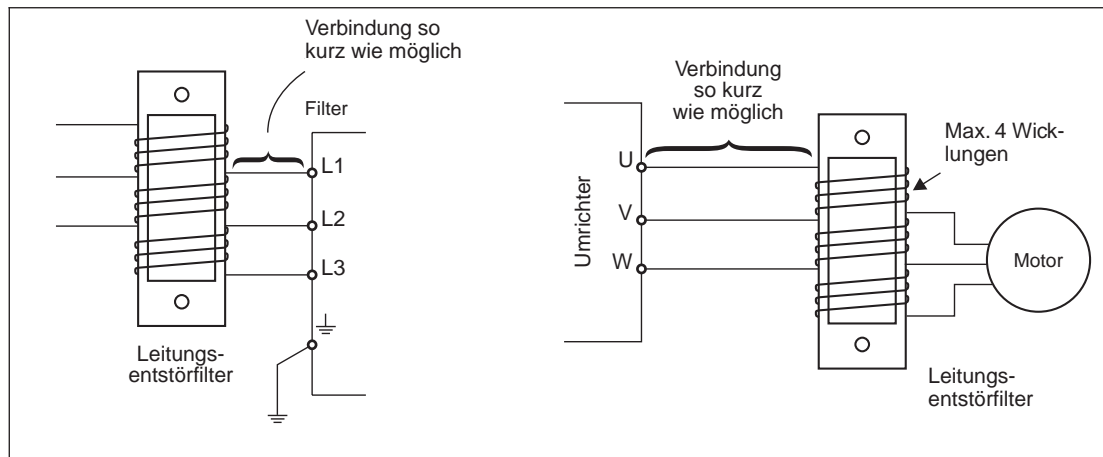 Verbindung so
kurz wie möglich
Filter
L1
L2
L3
Leitungs-
entstörfilter
Verbindung
so kurz
wie möglich
Max. 4 Wick-
lungen
U
V
W
Umrichter
Motor
Leitungs-
entstörfilter